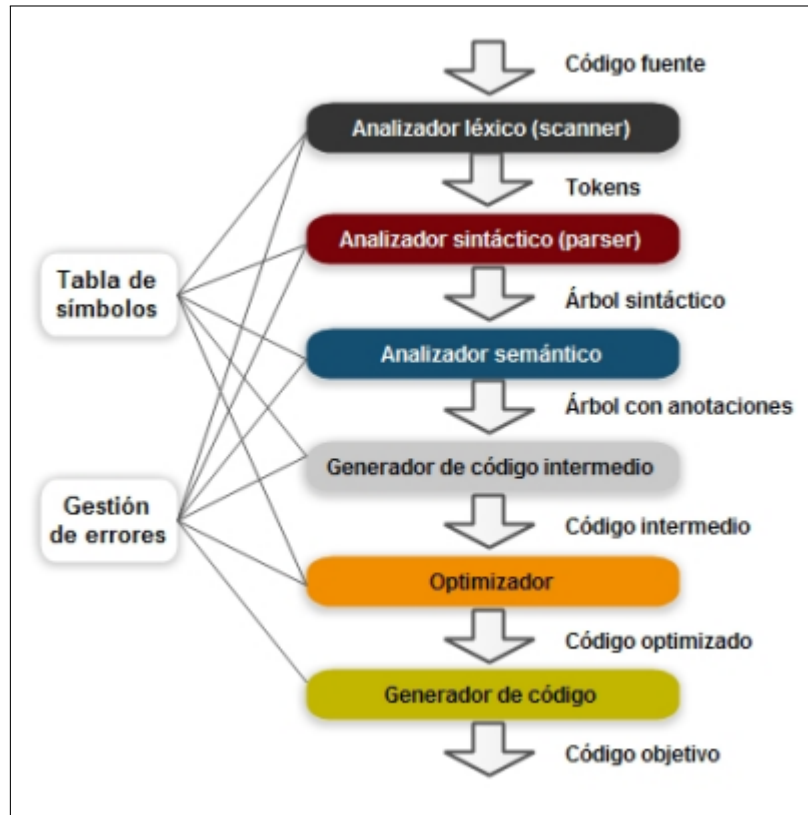 Código fuente
Analizador léxico (scanner)
Tokens
Analizador sintáctico (parser)
Árbol sintáctico
Tabla de
símbolos
Analizador semántico
Árbol con anotaciones
Generador de código intermedio
Gestión
de errores
Código intermedio
Optimizador
Código optimizado
Generador de código
Código objetivo